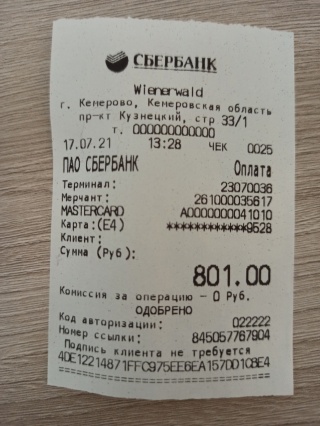 СБЕРБАНК
Wienerwald
г. Кемерово, Кемеровская область
пр-кт Кузнецкий, стр 33/1
т. 000000000000
17.07.21 13:28 ЧЕК 0025
ПАО СБЕРБАНК Оплата
Терминал: 23070036
Мерчант: 261000035617
MASTERCARD A0000000041010
Карта:(E4) ************9528
Клиент:
Сумма (Руб):
801.00
Комиссия за операцию – 0 Руб.
ОДОБРЕНО
Код авторизации: 022222
Номер ссылки: 845057767904
Подпись клиента не требуется
4DE12214871FFC975EE6EA157D01C8E4